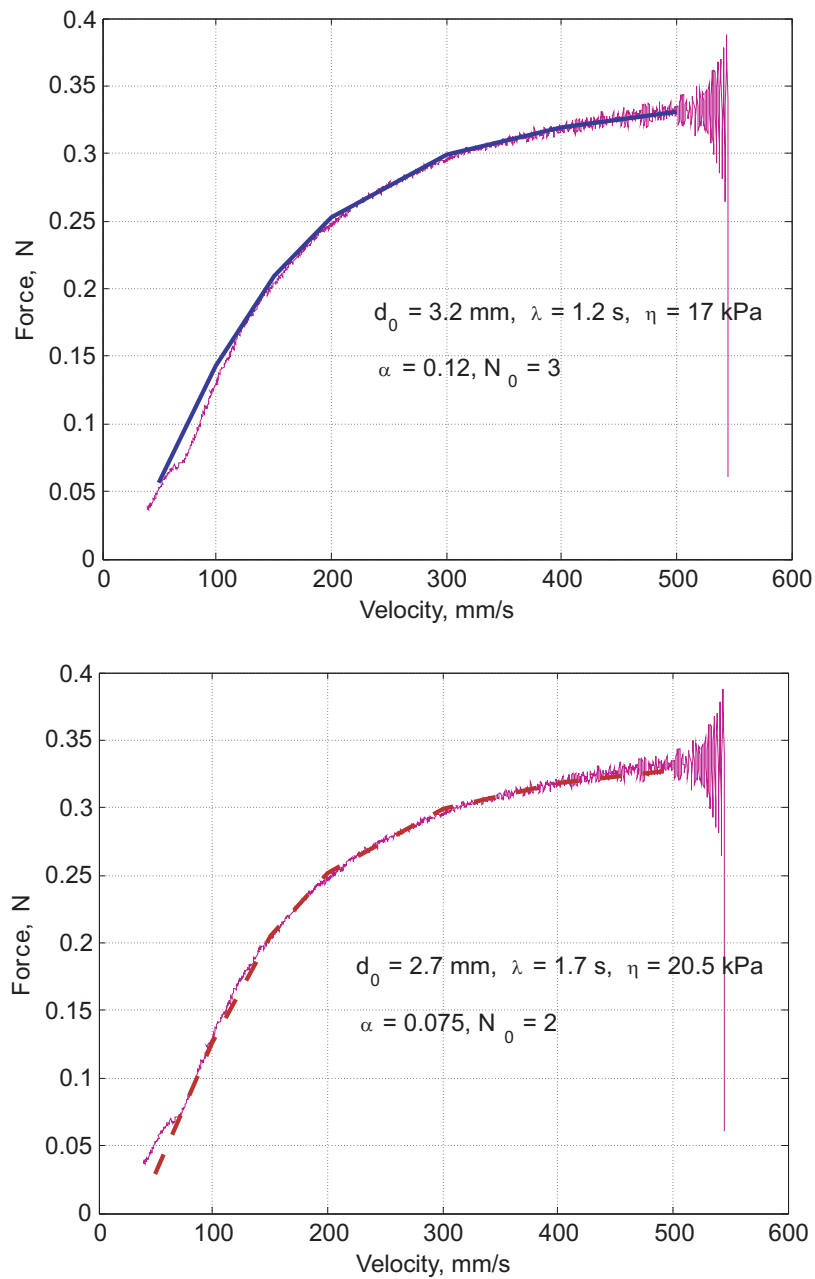 0.4
0.35
0.3
0.25
0.2
0.15
0.1
0.05
0
Force, N
d0 = 3.2 mm, λ = 1.2 s, η = 17 kPa
α = 0.12, N0 = 3
0 100 200 300 400 500 600
Velocity, mm/s
0.4
0.35
0.3
0.25
0.2
0.15
0.1
0.05
0
Force, N
d0 = 2.7 mm, λ = 1.7 s, η = 20.5 kPa
α = 0.075, N0 = 2
0 100 200 300 400 500 600
Velocity, mm/s